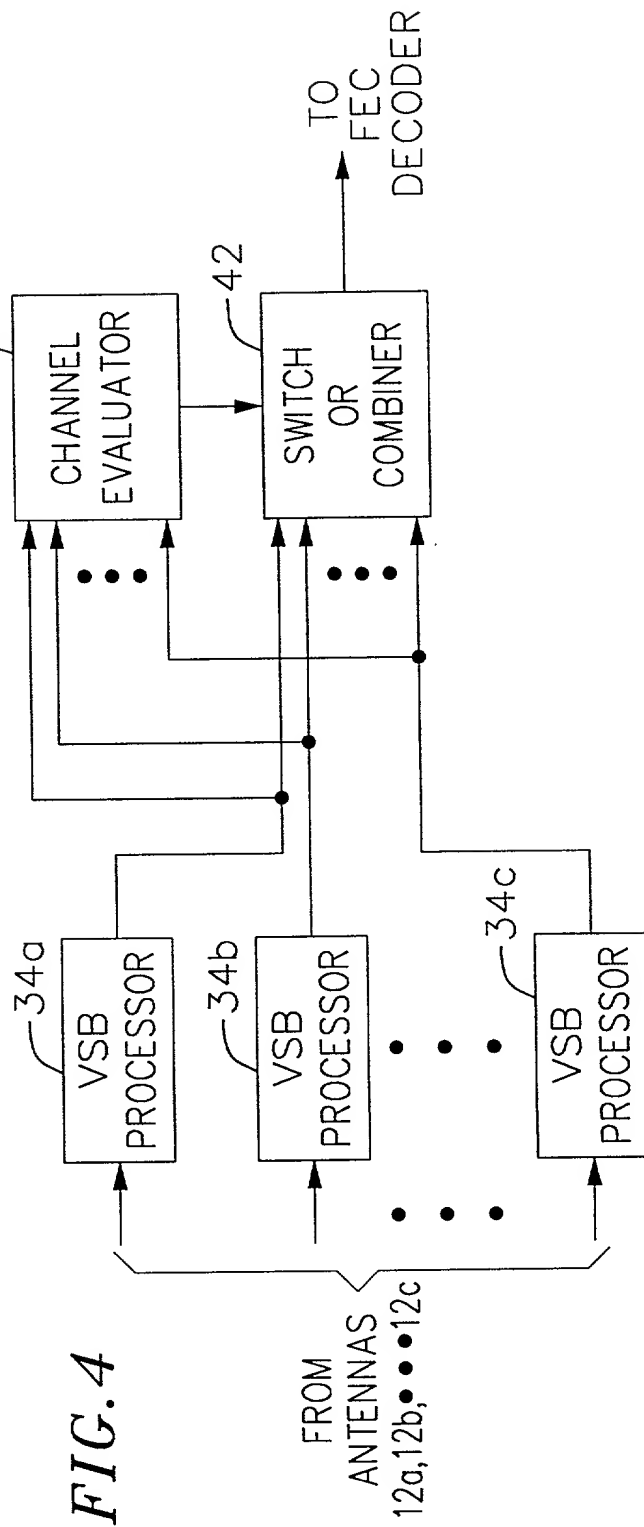 FIG. 4
FROM
ANTENNAS
12a, 12b, ●●● 12c
VSB
PROCESSOR
34a
VSB
PROCESSOR
34b
VSB
PROCESSOR
34c
CHANNEL
EVALUATOR
SWITCH
OR
COMBINER
42
TO
FEC
DECODER